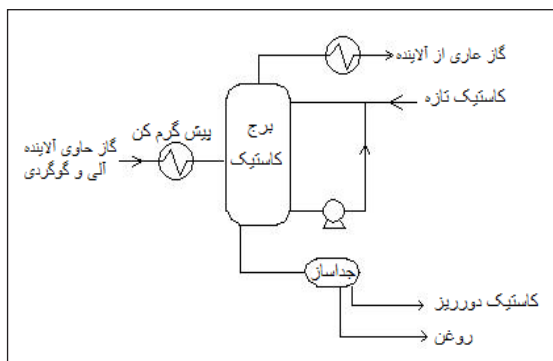 گاز عاری از آلاینده
کاستیک تازه
برج
کاستیک
پیش گرم کن
گاز حاوی آلاینده
آلی و گوگردی
جداساز
کاستیک دورریز
روغن